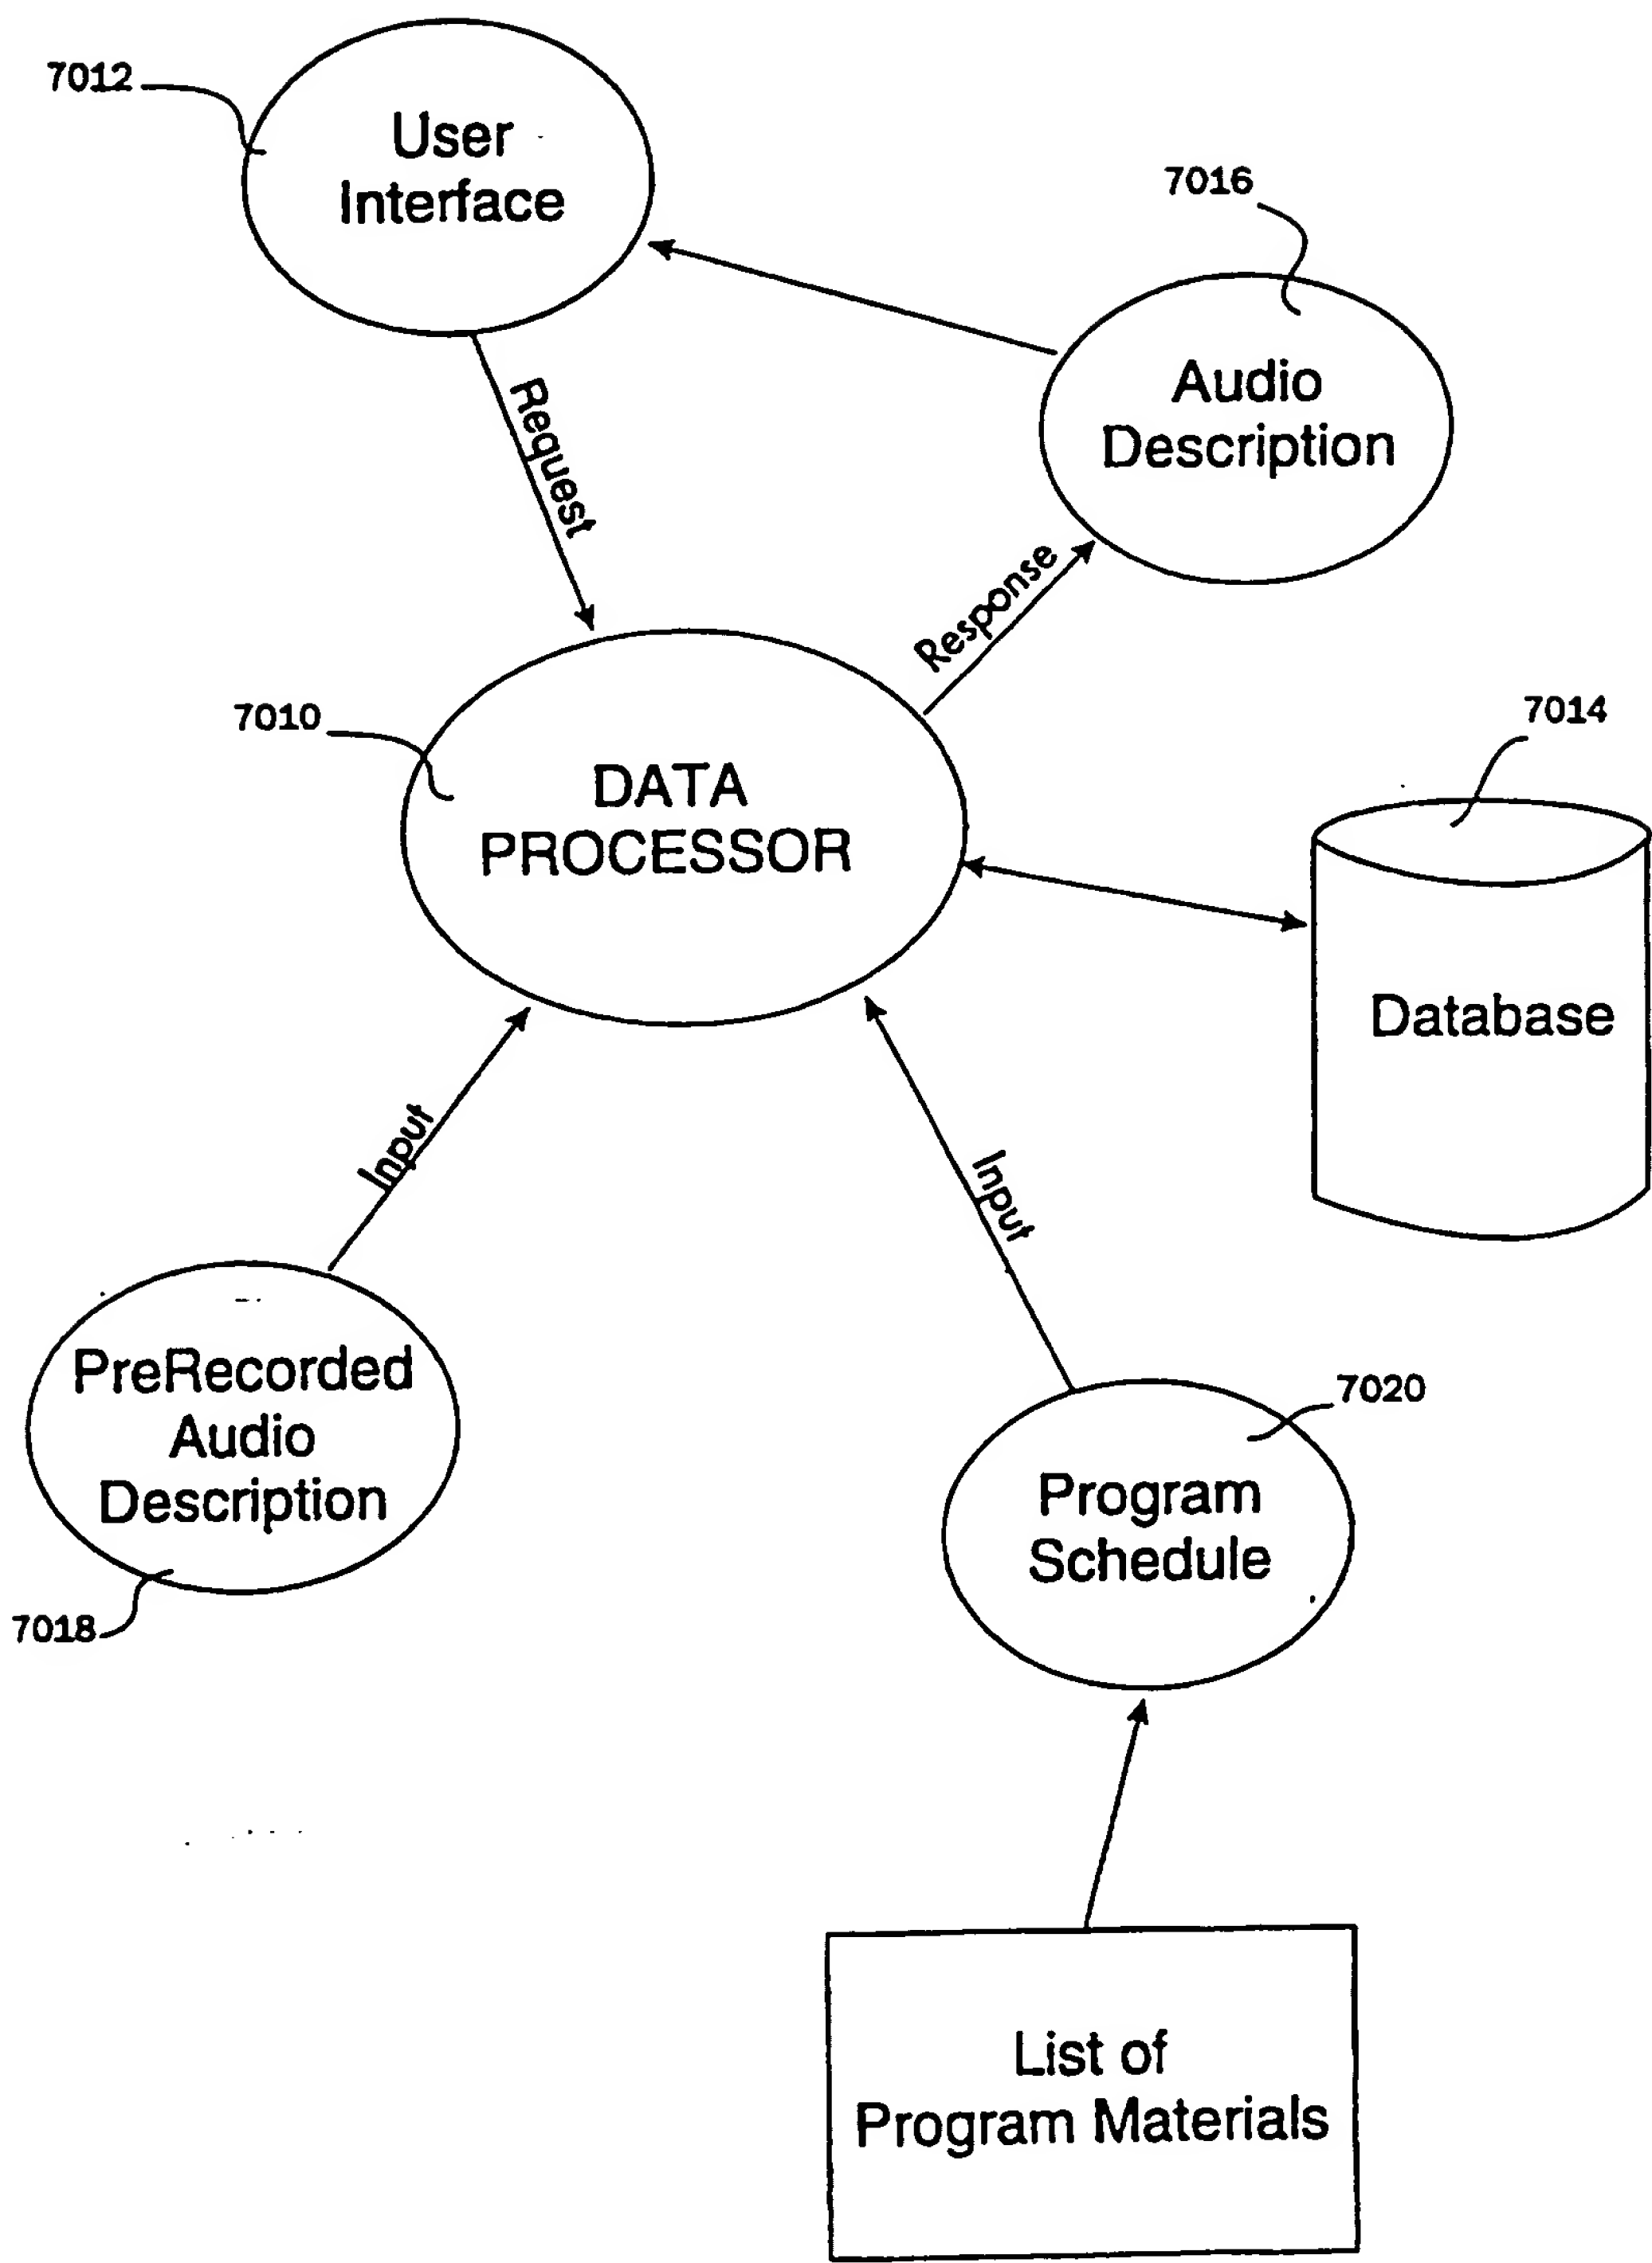 7012
User
Interface
7016
Audio
Description
Request
Response
7010
DATA
PROCESSOR
7014
Database
Input
Input
PreRecorded
Audio
Description
7018
7020
Program
Schedule
List of
Program Materials